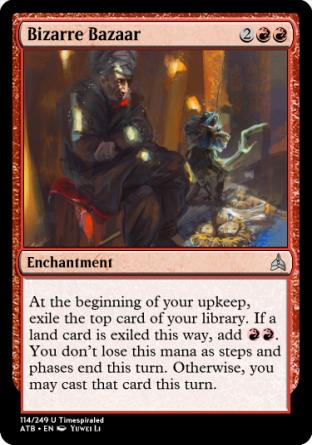 Bizarre Bazaar 2
Enchantment
At the beginning of your upkeep,
exile the top card of your library. If a
land card is exiled this way, add
You don't lose this mana as steps and
phases end this turn. Otherwise, you
may cast that card this turn.
114/249 U Timespiraled
ATB • EN Yuwei Li